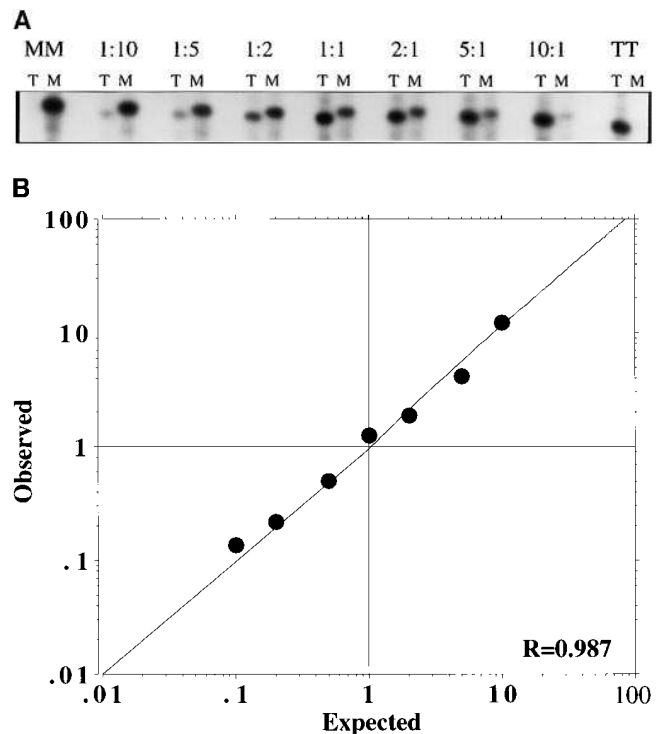 A
MM 1:10 1:5 1:2 1:1 2:1 5:1 10:1 TT
T M T M T M T M T M T M T M T M T M
B
100
10
1
.1
.01
Observed
R=0.987
.01 .1 1 10 100
Expected